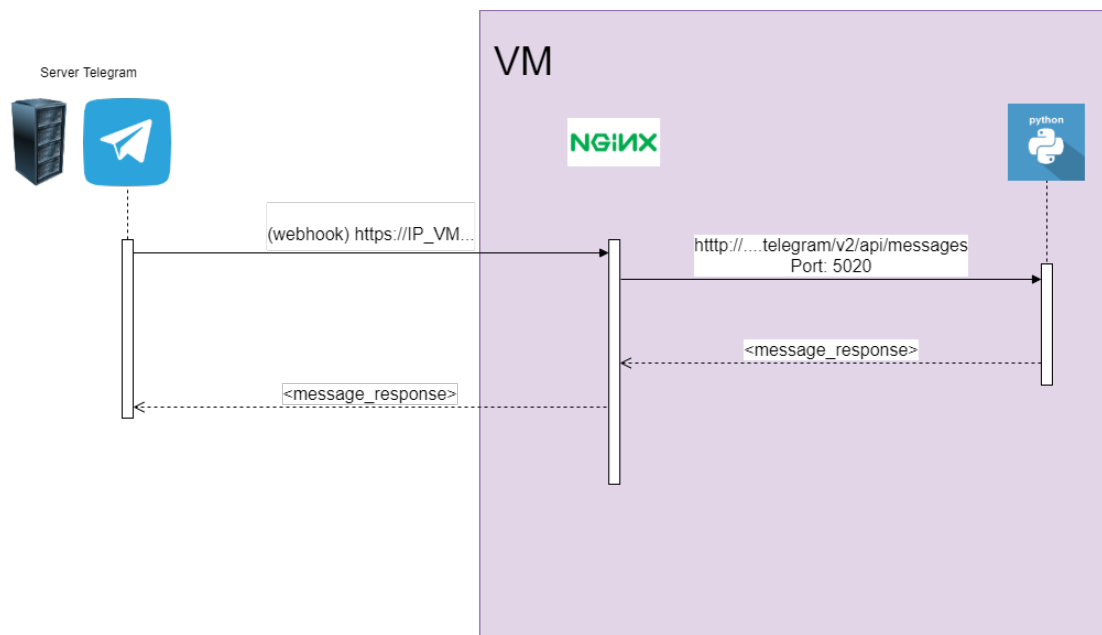 VM
Server Telegram
python
NGINX
(webhook) https://IP_VM...
htttp://....telegram/v2/api/messages
Port: 5020
<message_response>
<message_response>